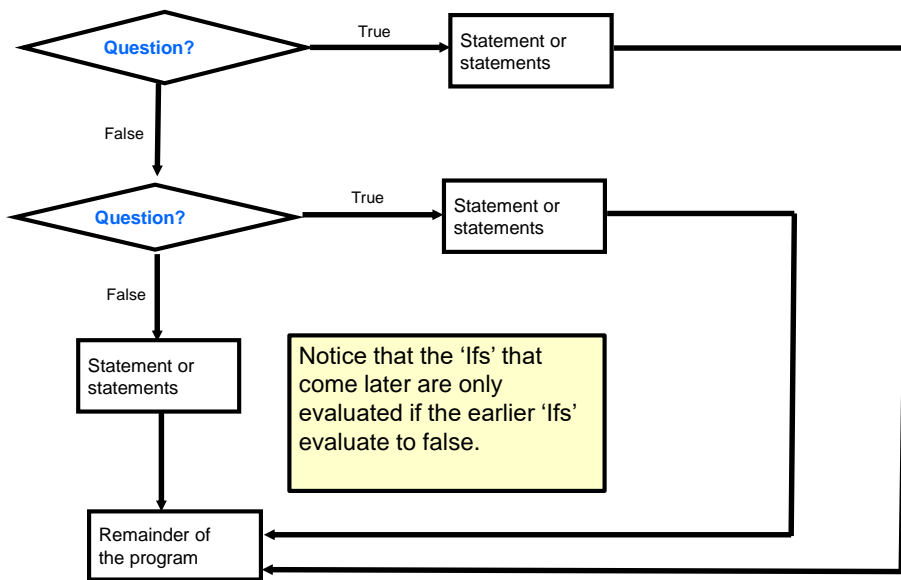 Question?
True
Statement or
statements
False
Question?
True
Statement or
statements
False
Statement or
statements
Notice that the ‘Ifs’ that
come later are only
evaluated if the earlier ‘Ifs’
evaluate to false.
Remainder of
the program